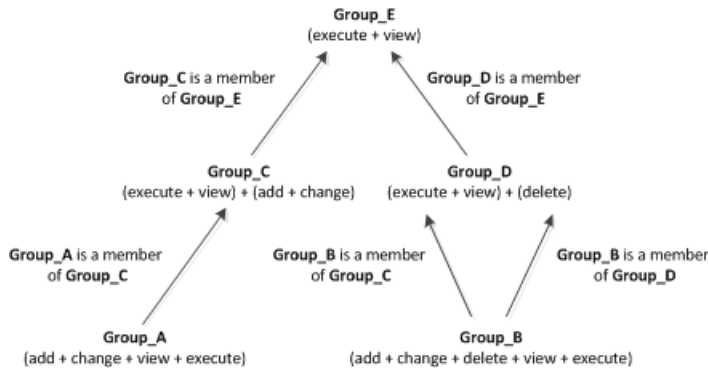 Group_E
(execute + view)
Group_C is a member
of Group_E
Group_D is a member
of Group_E
Group_C
(execute + view) + (add + change)
Group_D
(execute + view) + (delete)
Group_A is a member
of Group_C
Group_B is a member
of Group_C
Group_B is a member
of Group_D
Group_A
(add + change + view + execute)
Group_B
(add + change + delete + view + execute)